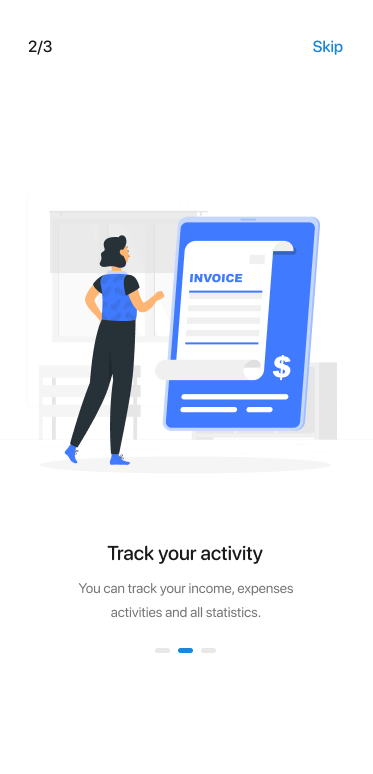 2/3
Skip
INVOICE
$
Track your activity
You can track your income, expenses
activities and all statistics.